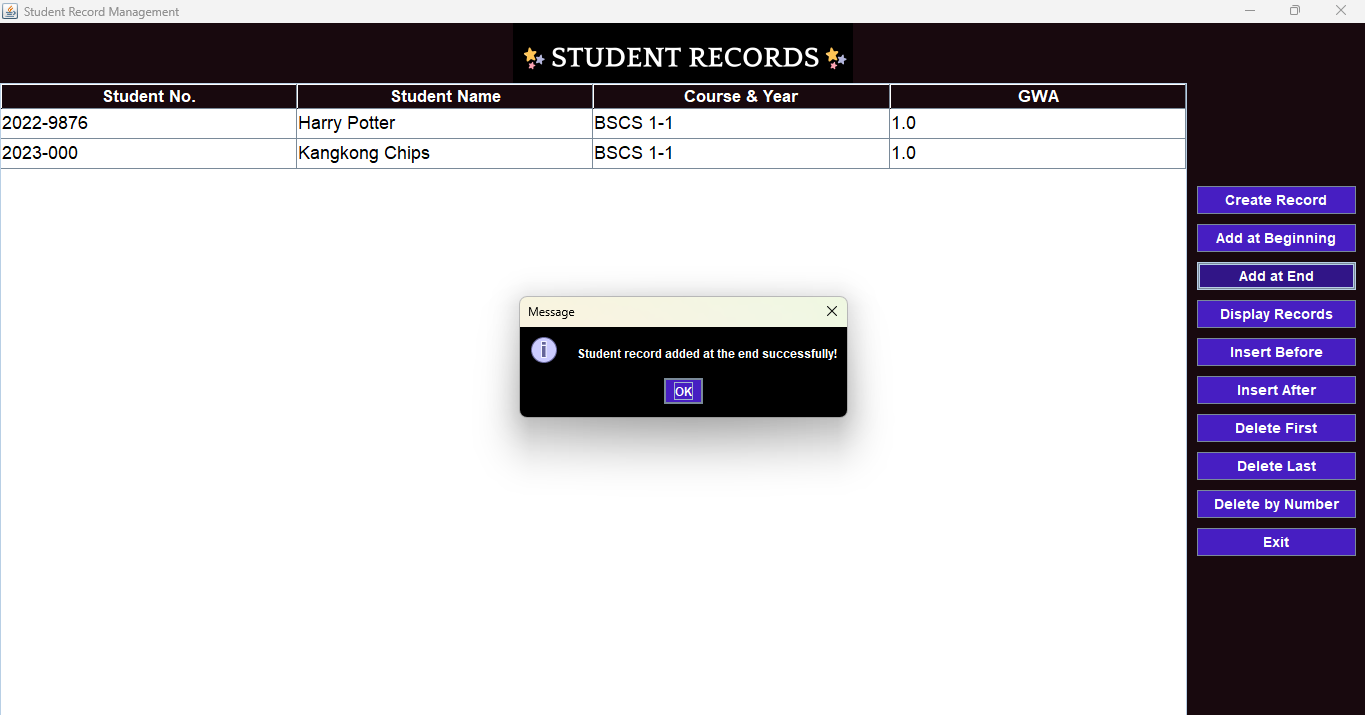 Student Record Management
STUDENT RECORDS
Student No. Student Name Course & Year GWA
2022-9876 Harry Potter BSCS 1-1 1.0
2023-000 Kangkong Chips BSCS 1-1 1.0
Create Record
Add at Beginning
Add at End
Display Records
Insert Before
Insert After
Delete First
Delete Last
Delete by Number
Exit
Message
i
Student record added at the end successfully!
OK